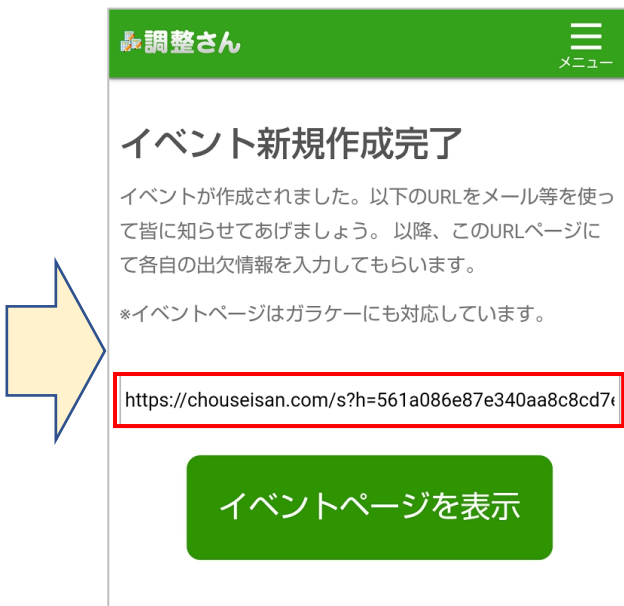 調整さん
メニュー
イベント新規作成完了
イベントが作成されました。以下のURLをメール等を使っ
て皆に知らせてあげましょう。 以降、このURLページに
て各自の出欠情報を入力してもらいます。
※イベントページはガラケーにも対応しています。
https://chouseisan.com/s?h=561a086e87e340aa8c8cd7e
イベントページを表示